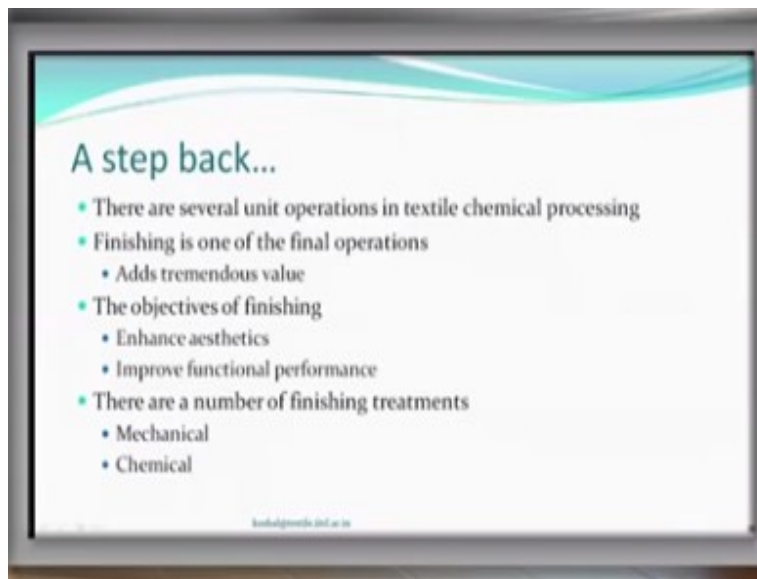 A step back...
• There are several unit operations in textile chemical processing
• Finishing is one of the final operations
• Adds tremendous value
• The objectives of finishing
• Enhance aesthetics
• Improve functional performance
• There are a number of finishing treatments
• Mechanical
• Chemical